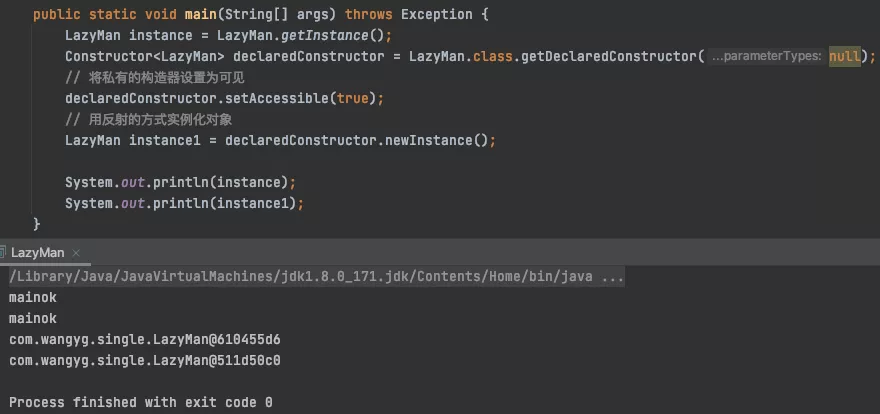 public static void main(String[] args) throws Exception {
LazyMan instance = LazyMan.getInstance();
Constructor<LazyMan> declaredConstructor = LazyMan.class.getDeclaredConstructor( ...parameterTypes: null);
// 将私有的构造器设置为可见
declaredConstructor.setAccessible(true);
// 用反射的方式实例化对象
LazyMan instance1 = declaredConstructor.newInstance();
System.out.println(instance);
System.out.println(instance1);
}
LazyMan ×
/Library/Java/JavaVirtualMachines/jdk1.8.0_171.jdk/Contents/Home/bin/java ...
mainok
mainok
com.wangyg.single.LazyMan@610455d6
com.wangyg.single.LazyMan@511d50c0
Process finished with exit code 0